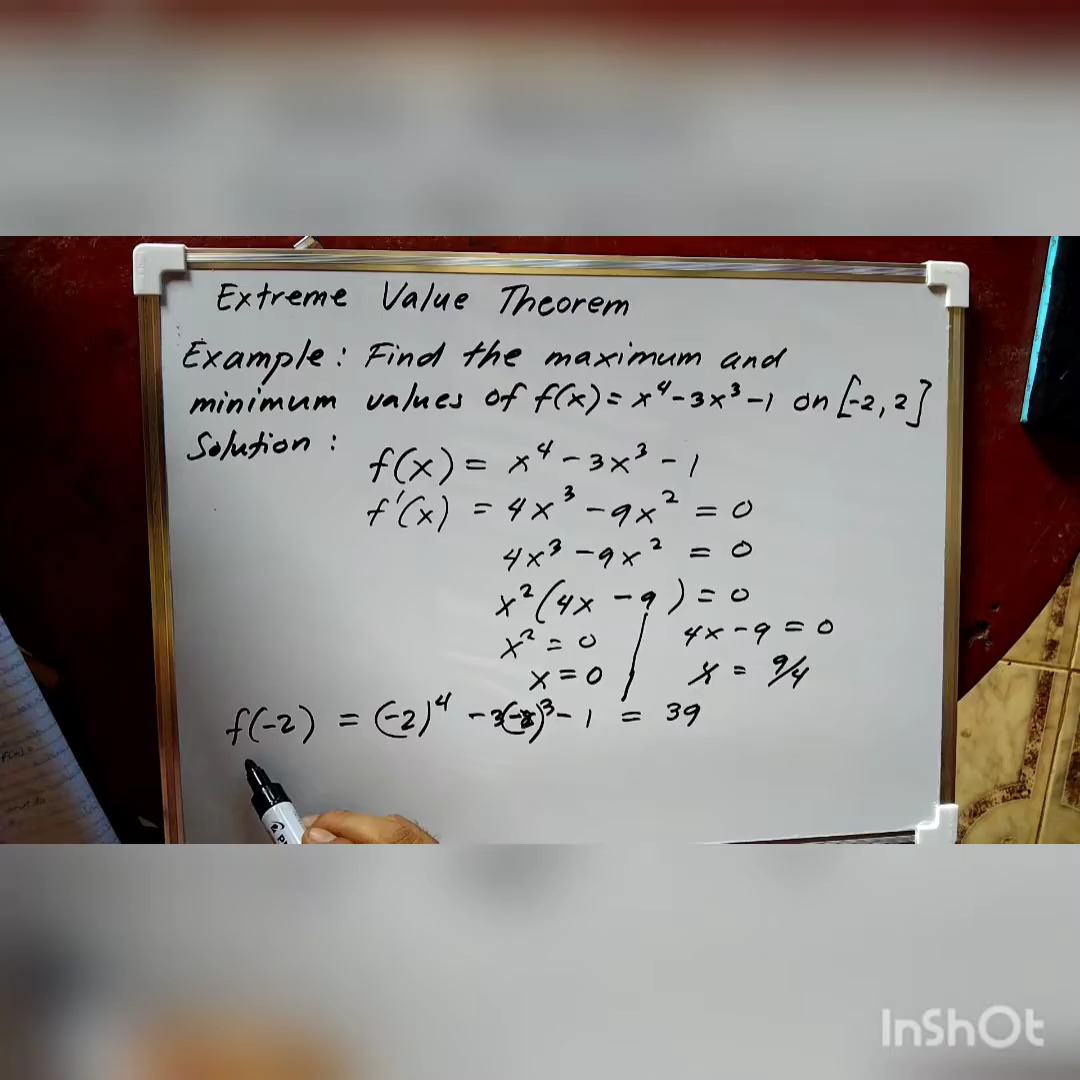 Extreme Value Theorem
Example: Find the maximum and
minimum values of f(x) = x⁴ - 3x³ - 1 on [-2, 2]
Solution:
f(x) = x⁴ - 3x³ - 1
f'(x) = 4x³ - 9x² = 0
4x³ - 9x² = 0
x²(4x - 9) = 0
x² = 0 / 4x - 9 = 0
x = 0 x = 9/4
f(-2) = (-2)⁴ - 3(-2)³ - 1 = 39
InShOt